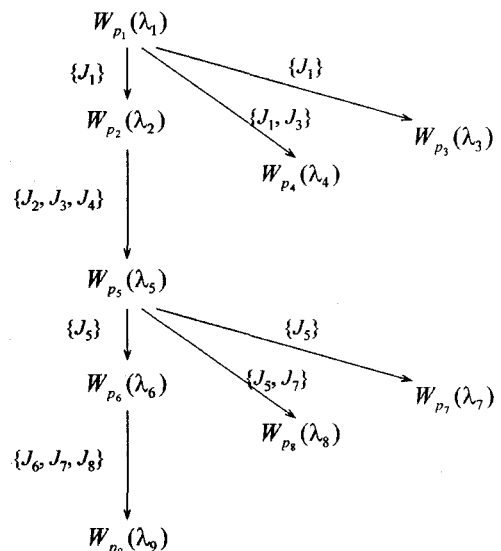 W_{p_1}(λ_1)
{J_1}
{J_1}
{J_1, J_3}
W_{p_2}(λ_2)
W_{p_3}(λ_3)
W_{p_4}(λ_4)
{J_2, J_3, J_4}
W_{p_5}(λ_5)
{J_5}
{J_5}
{J_5, J_7}
W_{p_6}(λ_6)
W_{p_7}(λ_7)
W_{p_8}(λ_8)
{J_6, J_7, J_8}
W_{p_9}(λ_9)